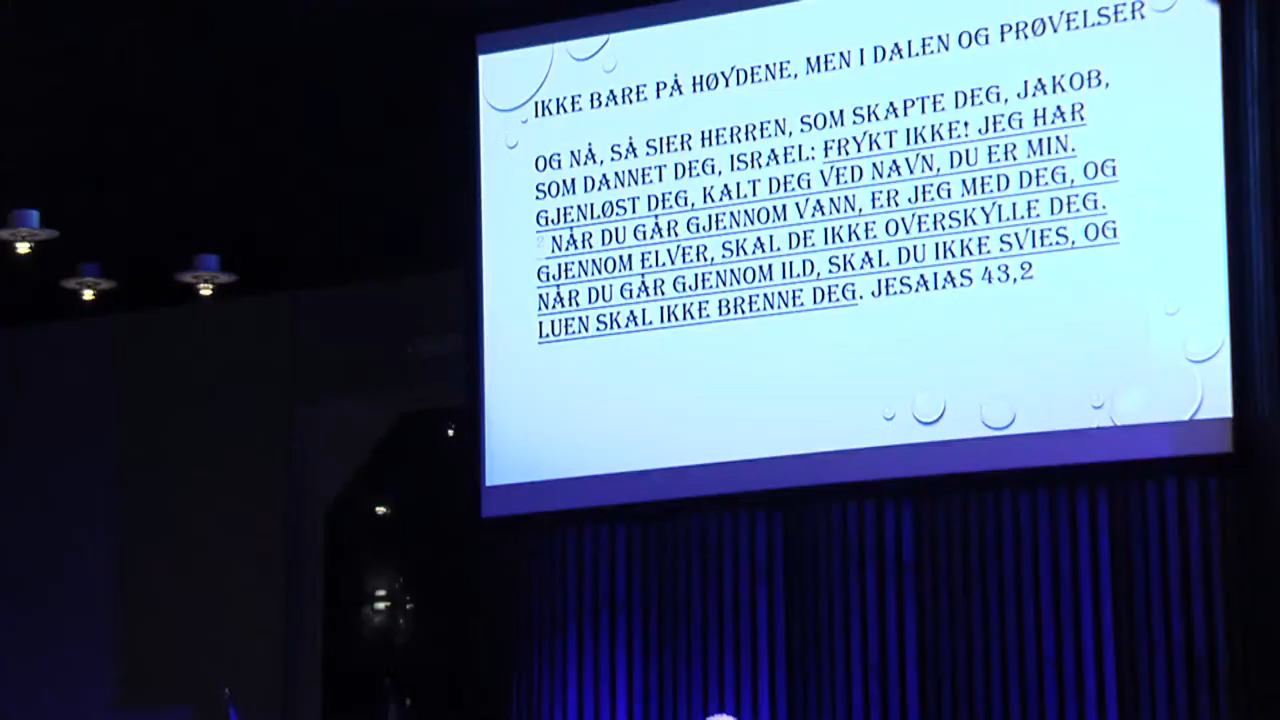 IKKE BARE PÅ HØYDENE, MEN I DALEN OG PRØVELSER
OG NÅ, SÅ SIER HERREN, SOM SKAPTE DEG, JAKOB,
SOM DANNET DEG, ISRAEL: FRYKT IKKE! JEG HAR
GJENLØST DEG, KALT DEG VED NAVN, DU ER MIN.
2 NÅR DU GÅR GJENNOM VANN, ER JEG MED DEG, OG
GJENNOM ELVER, SKAL DE IKKE OVERSKYLLE DEG.
NÅR DU GÅR GJENNOM ILD, SKAL DU IKKE SVIES, OG
LUEN SKAL IKKE BRENNE DEG. JESAIAS 43,2